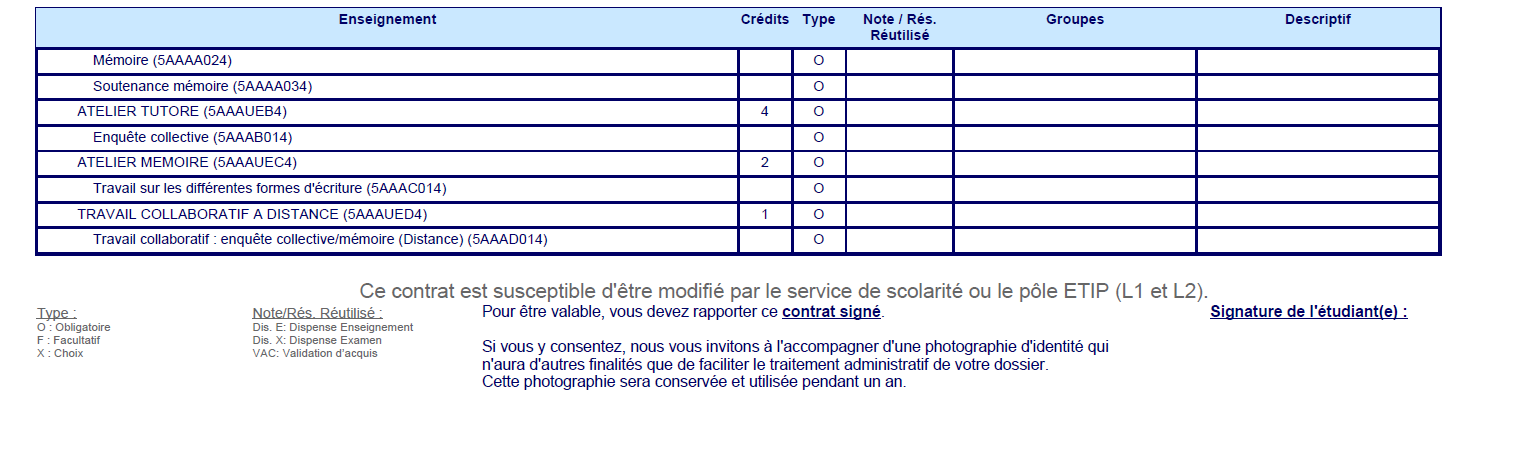 Enseignement Crédits Type Note / Rés. Groupes Descriptif
Réutilisé
Mémoire (5AAAA024) O
Soutenance mémoire (5AAAA034) O
ATELIER TUTORE (5AAAUEB4) 4 O
Enquête collective (5AAAB014) O
ATELIER MEMOIRE (5AAAUEC4) 2 O
Travail sur les différentes formes d'écriture (5AAAC014) O
TRAVAIL COLLABORATIF A DISTANCE (5AAAUED4) 1 O
Travail collaboratif : enquête collective/mémoire (Distance) (5AAAD014) O
Ce contrat est susceptible d'être modifié par le service de scolarité ou le pôle ETIP (L1 et L2).
Type :
O : Obligatoire
F : Facultatif
X : Choix
Note/Rés. Réutilisé :
Dis. E: Dispense Enseignement
Dis. X: Dispense Examen
VAC: Validation d'acquis
Pour être valable, vous devez rapporter ce contrat signé.
Si vous y consentez, nous vous invitons à l'accompagner d'une photographie d'identité qui
n'aura d'autres finalités que de faciliter le traitement administratif de votre dossier.
Cette photographie sera conservée et utilisée pendant un an.
Signature de l'étudiant(e) :